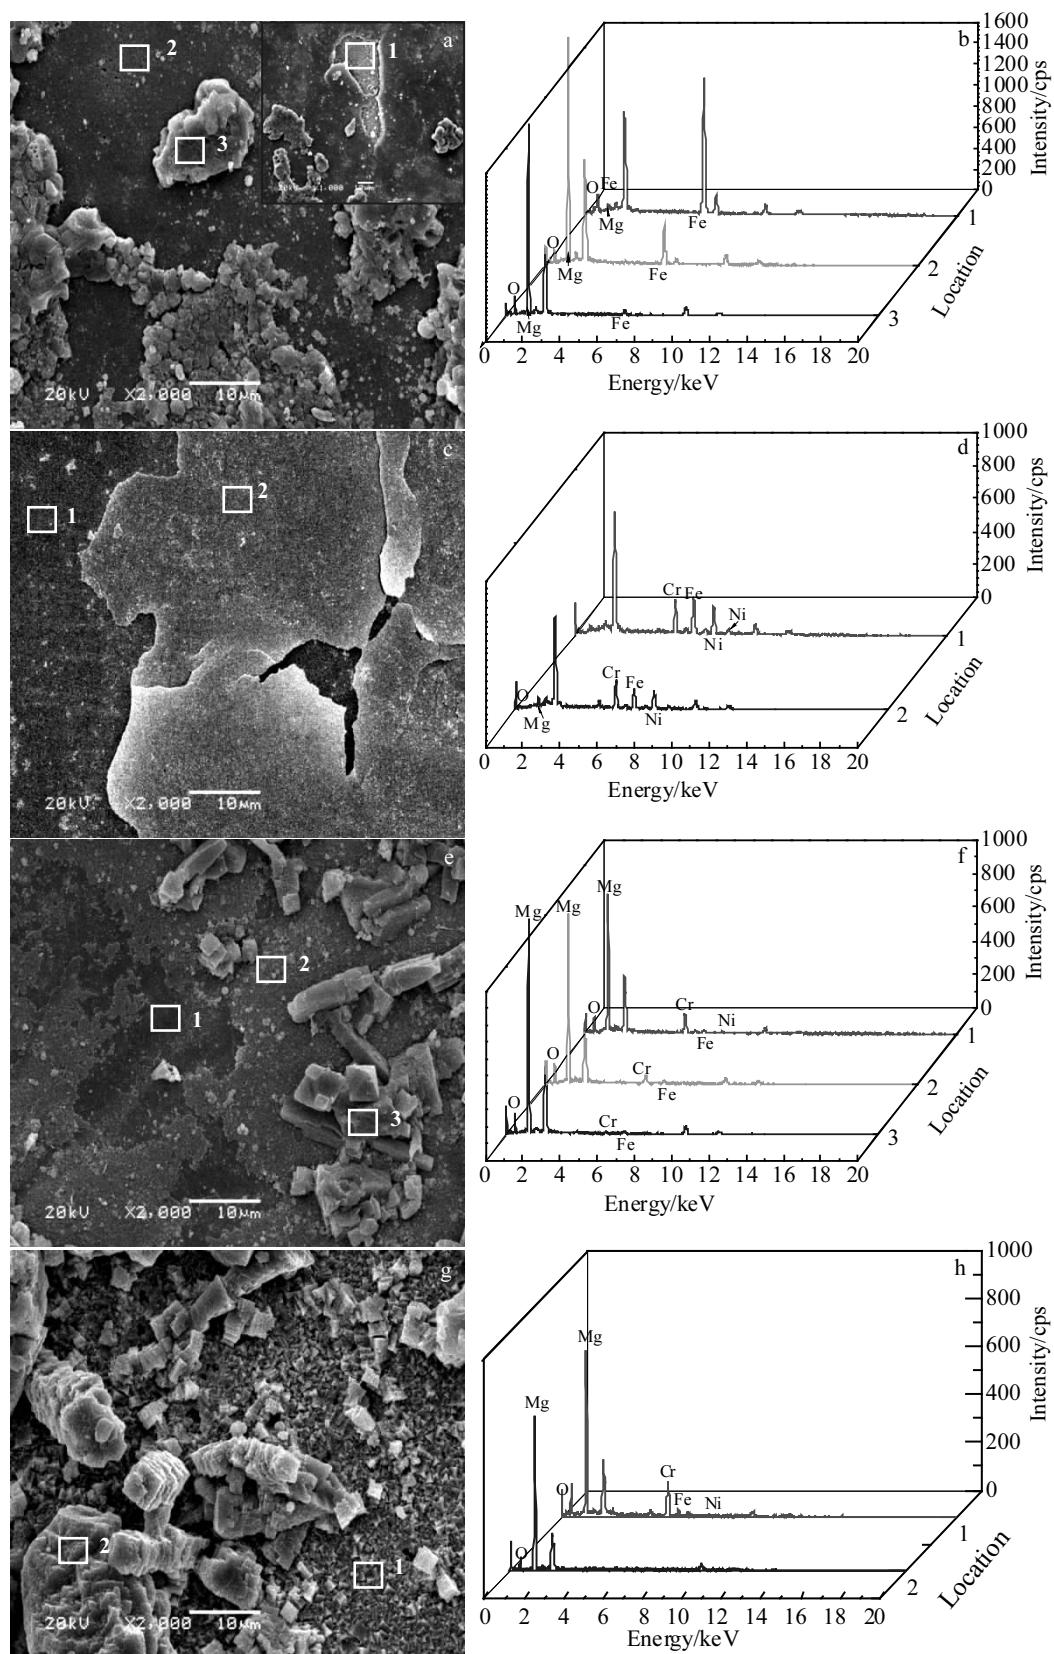 a
1
2
3
20kV X1,000 10μm
20kV X2,000 10μm
b
1600
1400
1200
1000
800
600
400
200
0
Intensity/cps
O Fe
Mg Fe
1
O
Mg Fe
2
O
Mg Fe
3
Location
0 2 4 6 8 10 12 14 16 18 20
Energy/keV
c
1
2
20kV X2,000 10μm
d
1000
800
600
400
200
0
Intensity/cps
Cr Fe Ni
Ni
1
O Cr Fe
Mg Ni
2
Location
0 2 4 6 8 10 12 14 16 18 20
Energy/keV
e
1
2
3
20kV X2,000 10μm
f
1000
800
600
400
200
0
Intensity/cps
Mg
O Cr Ni
Fe
1
Mg
O Cr
Fe
2
Mg
O Cr
Fe
3
Location
0 2 4 6 8 10 12 14 16 18 20
Energy/keV
g
1
2
20kV X2,000 10μm
h
1000
800
600
400
200
0
Intensity/cps
Mg
O Cr
Fe Ni
1
Mg
O
2
Location
0 2 4 6 8 10 12 14 16 18 20
Energy/keV